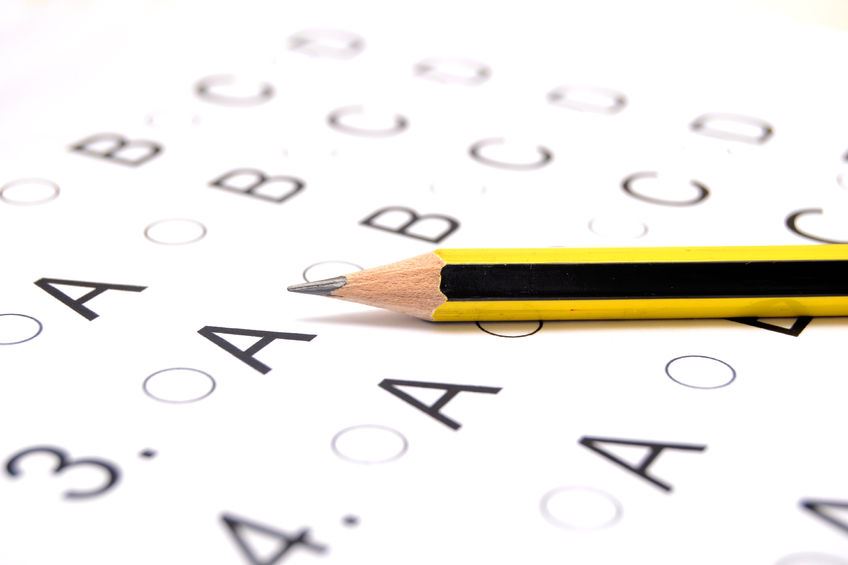 B C D
A B C D
3. A B C D
4. A C D
A B C
A